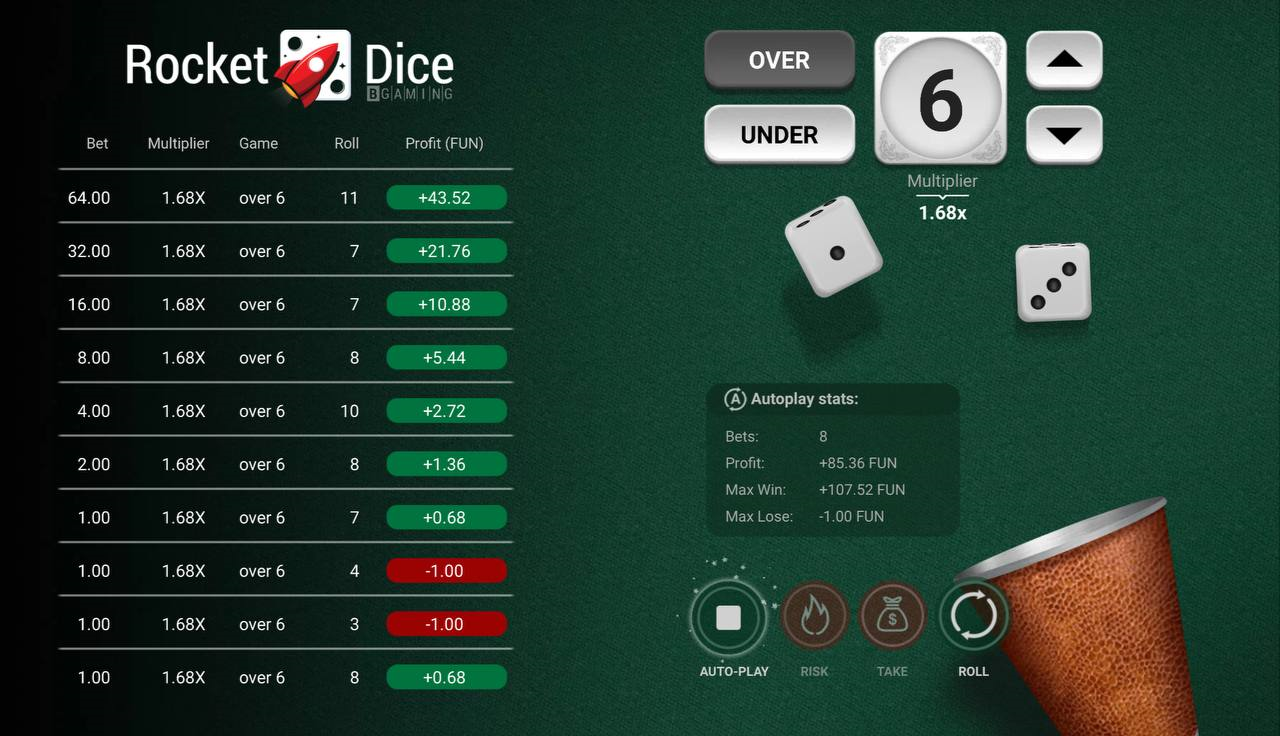 Rocket Dice
BGAMING
Bet Multiplier Game Roll Profit (FUN)
64.00 1.68X over 6 11 +43.52
32.00 1.68X over 6 7 +21.76
16.00 1.68X over 6 7 +10.88
8.00 1.68X over 6 8 +5.44
4.00 1.68X over 6 10 +2.72
2.00 1.68X over 6 8 +1.36
1.00 1.68X over 6 7 +0.68
1.00 1.68X over 6 4 -1.00
1.00 1.68X over 6 3 -1.00
1.00 1.68X over 6 8 +0.68
OVER
UNDER
6
Multiplier
1.68x
A Autoplay stats:
Bets: 8
Profit: +85.36 FUN
Max Win: +107.52 FUN
Max Lose: -1.00 FUN
$
AUTO-PLAY RISK TAKE ROLL